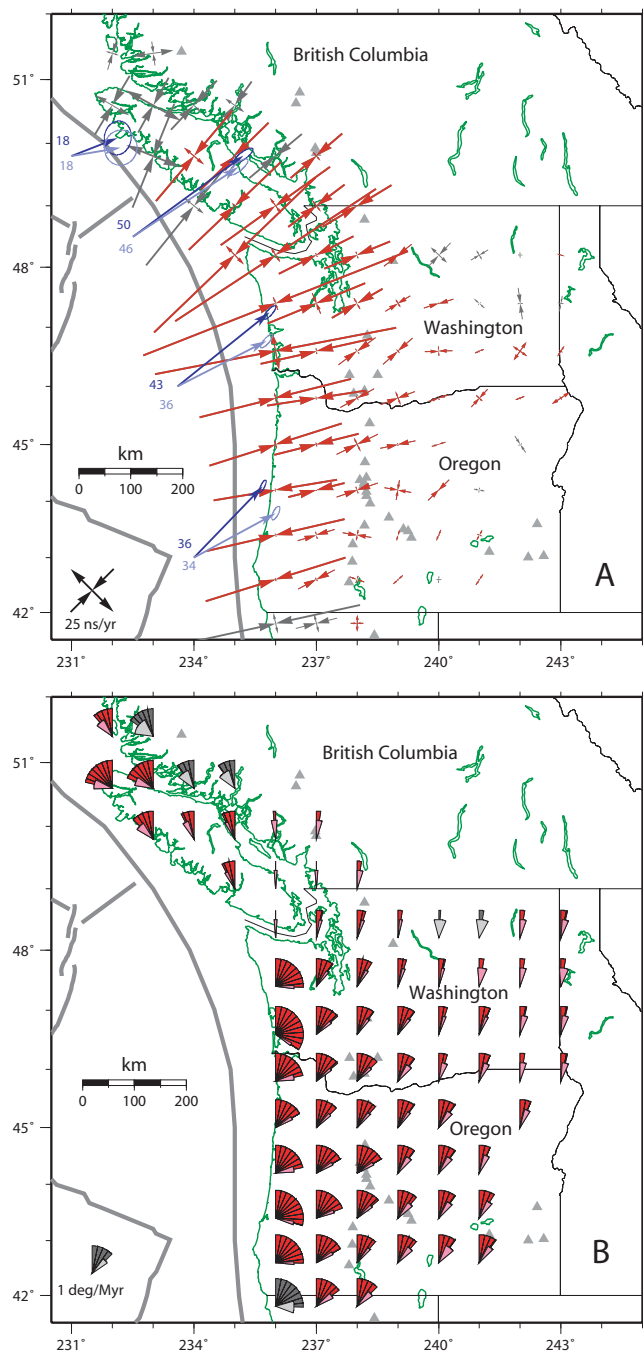 British Columbia
51°
18
18
50
46
48°
Washington
43
36
km
45°
Oregon
0 100 200
36
34
A
25 ns/yr
42°
231° 234° 237° 240° 243°
British Columbia
51°
48°
Washington
km
0 100 200
Oregon
45°
B
1 deg/Myr
42°
231° 234° 237° 240° 243°